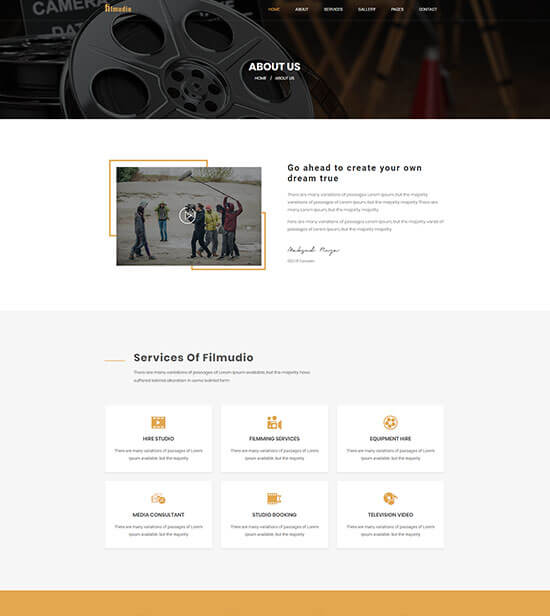 CAMERA
DATE
filmudio
HOME ABOUT SERVICES GALLERY PAGES CONTACT
ABOUT US
HOME / ABOUT US
Go ahead to create your own
dream true
There are many variations of passages Lorem Ipsum, but the majority
variations of passages of Lorem Ipsum, but the majority majority There are
many Lorem Ipsum, but the majority majority.
Fiere are many variations of passages Lorem Ipsum, but the majority variati of
passages of Lorem Ipsum, but the majority majority
CEO Of Filmudio
Services Of Filmudio
There are many variations of passages of Lorem Ipsum available, but the majority have
suffered alteration in some form
HIRE STUDIO
There are many variations of passages of Lorem
Ipsum available, but the majority
FILMMING SERVICES
There are many variations of passages of Lorem
Ipsum available, but the majority
EQUIPMENT HIRE
There are many variations of passages of Lorem
Ipsum available, but the majority
MEDIA CONSULTANT
There are many variations of passages of Lorem
Ipsum available, but the majority
STUDIO BOOKING
There are many variations of passages of Lorem
Ipsum available, but the majority
TELEVISION VIDEO
There are many variations of passages of Lorem
Ipsum available, but the majority